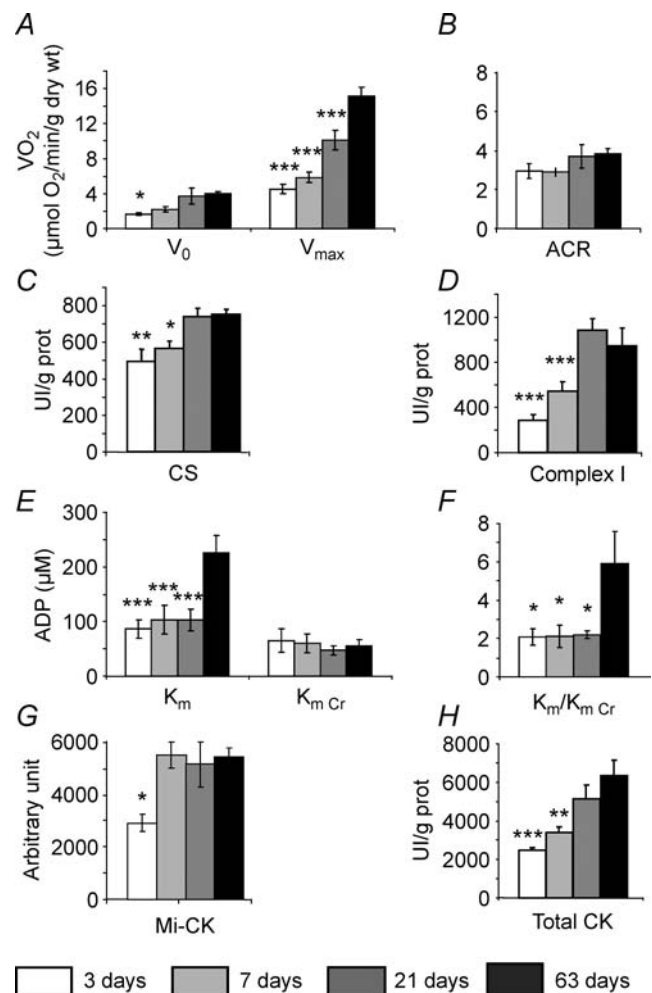 A
VO2
(µmol O2/min/g dry wt)
16
12
8
4
0
*
***
***
***
V0
Vmax
B
8
6
4
2
0
ACR
C
UI/g prot
800
600
400
200
0
**
*
CS
D
UI/g prot
1200
800
400
0
***
***
Complex I
E
ADP (µM)
300
200
100
0
***
***
***
Km
Km Cr
F
8
6
4
2
0
*
*
*
Km/Km Cr
G
Arbitrary unit
6000
4000
2000
0
*
Mi-CK
H
UI/g prot
8000
6000
4000
2000
0
***
**
Total CK
3 days
7 days
21 days
63 days